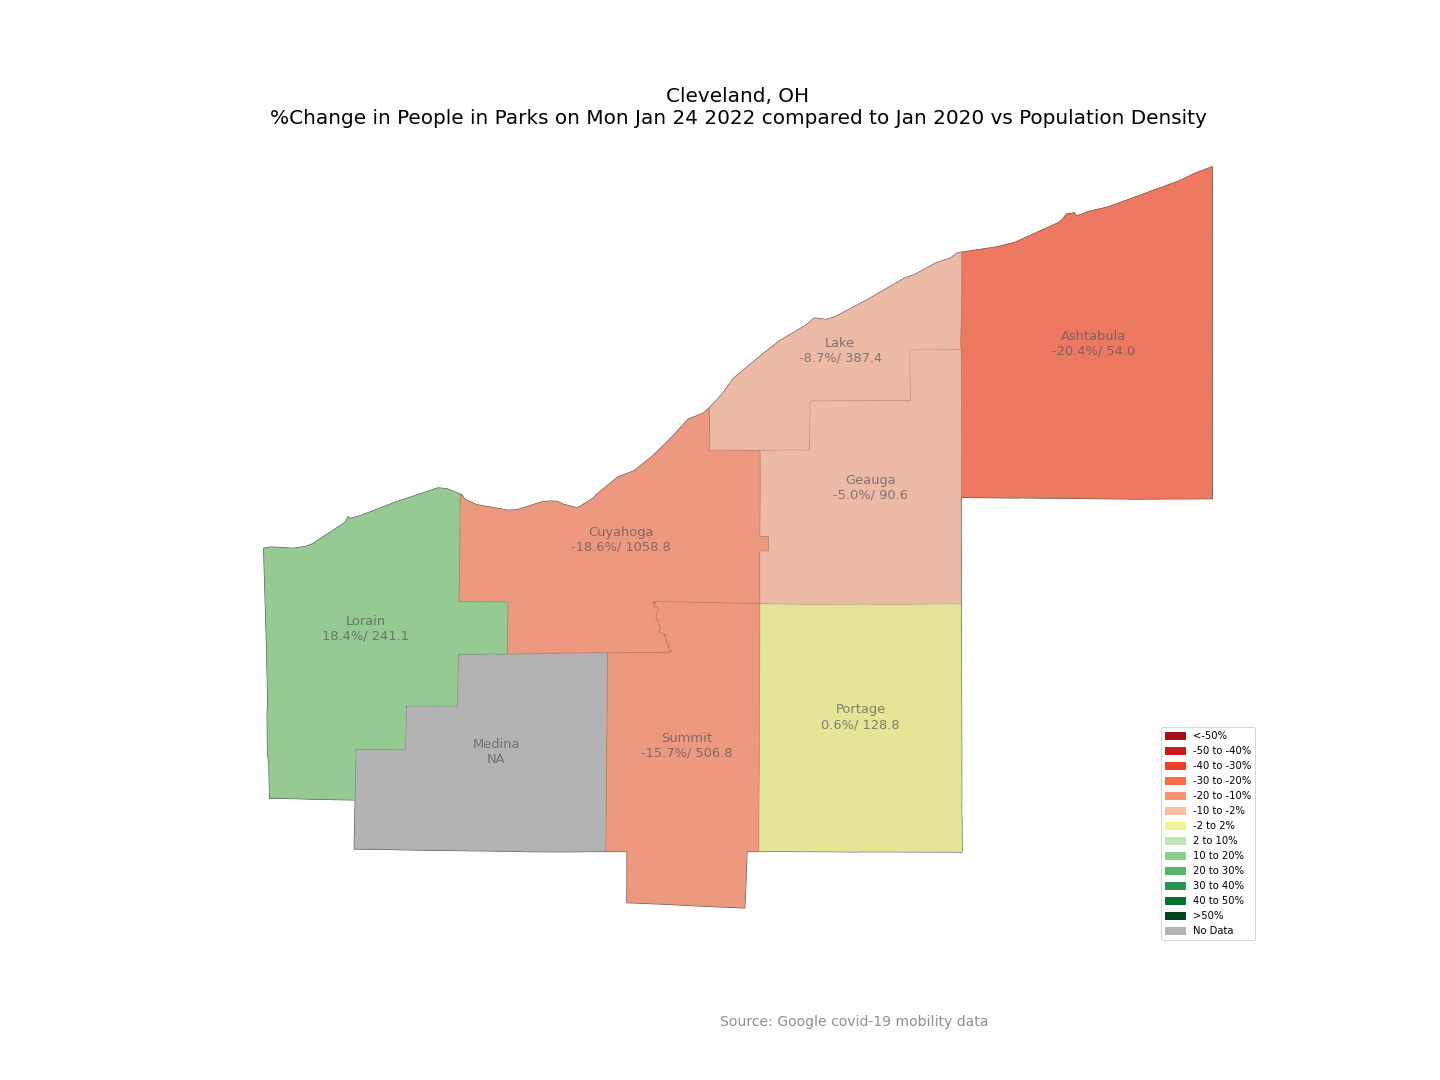 Cleveland, OH
%Change in People in Parks on Mon Jan 24 2022 compared to Jan 2020 vs Population Density
Ashtabula
-20.4%/ 54.0
Lake
-8.7%/ 387.4
Geauga
-5.0%/ 90.6
Cuyahoga
-18.6%/ 1058.8
Lorain
18.4%/ 241.1
Portage
0.6%/ 128.8
Summit
-15.7%/ 506.8
Medina
NA
<-50%
-50 to -40%
-40 to -30%
-30 to -20%
-20 to -10%
-10 to -2%
-2 to 2%
2 to 10%
10 to 20%
20 to 30%
30 to 40%
40 to 50%
>50%
No Data
Source: Google covid-19 mobility data